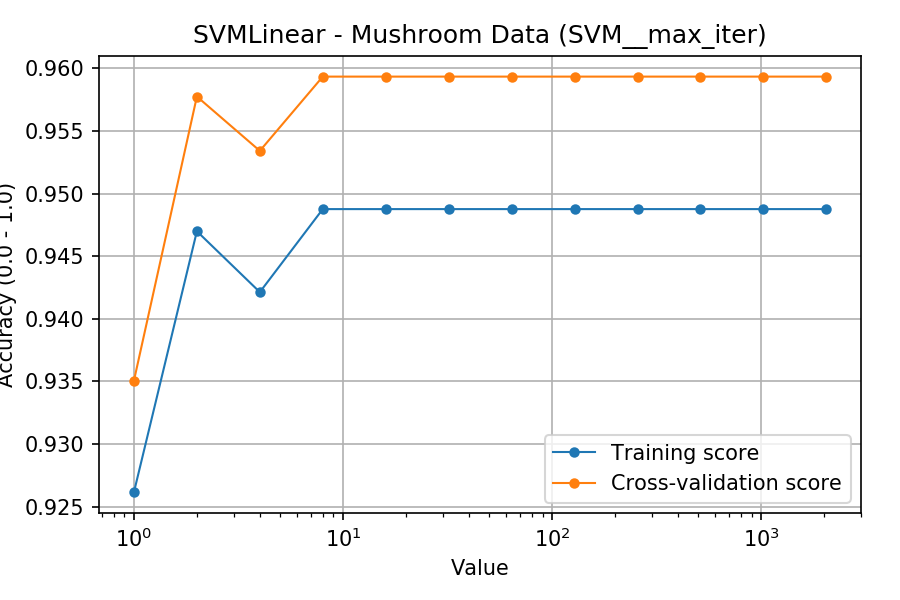 SVMLinear - Mushroom Data (SVM__max_iter)
Accuracy (0.0 - 1.0)
0.960
0.955
0.950
0.945
0.940
0.935
0.930
0.925
Training score
Cross-validation score
10⁰ 10¹ 10² 10³
Value